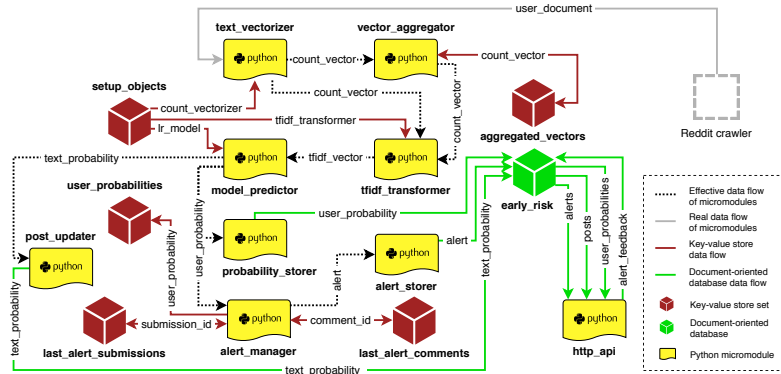 user_document
text_vectorizer
vector_aggregator
python
count_vector
python
count_vector
setup_objects
count_vectorizer
count_vector
count_vector
aggregated_vectors
Reddit crawler
tfidf_transformer
lr_model
text_probability
python
tfidf_vector
python
model_predictor
tfidf_transformer
user_probabilities
early_risk
user_probability
user_probability
python
probability_storer
user_probability
text_probability
alert
python
alert_storer
alert
alerts
posts
user_probabilities
alert_feedback
post_updater
python
text_probability
submission_id
python
comment_id
python
last_alert_submissions
alert_manager
last_alert_comments
http_api
text_probability
Effective data flow
of micromodules
Real data flow
of micromodules
Key-value store
data flow
Document-oriented
database data flow
Key-value store set
Document-oriented
database
Python micromodule